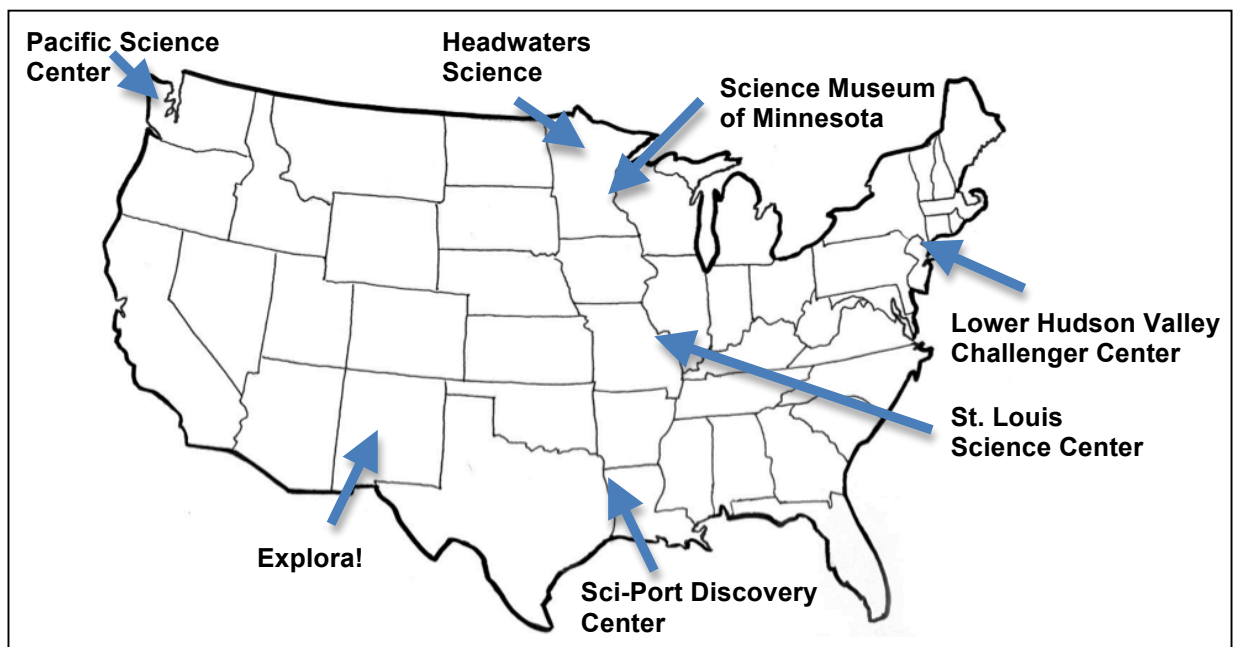 Pacific Science
Center
Headwaters
Science
Science Museum
of Minnesota
Lower Hudson Valley
Challenger Center
St. Louis
Science Center
Explora!
Sci-Port Discovery
Center